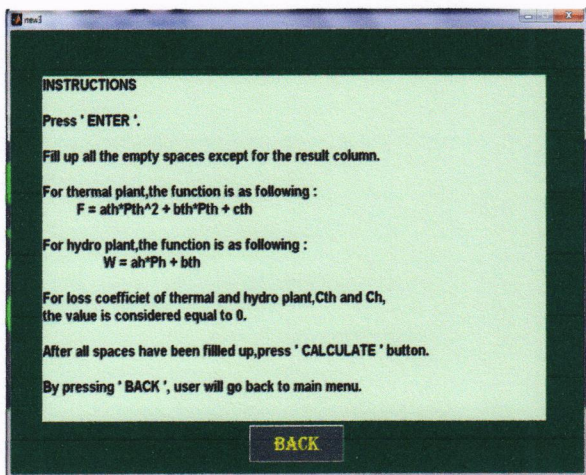 new3
INSTRUCTIONS
Press ' ENTER '.
Fill up all the empty spaces except for the result column.
For thermal plant,the function is as following :
F = ath*Pth^2 + bth*Pth + cth
For hydro plant,the function is as following :
W = ah*Ph + bth
For loss coefficiet of thermal and hydro plant,Cth and Ch,
the value is considered equal to 0.
After all spaces have been fillled up,press ' CALCULATE ' button.
By pressing ' BACK ', user will go back to main menu.
BACK